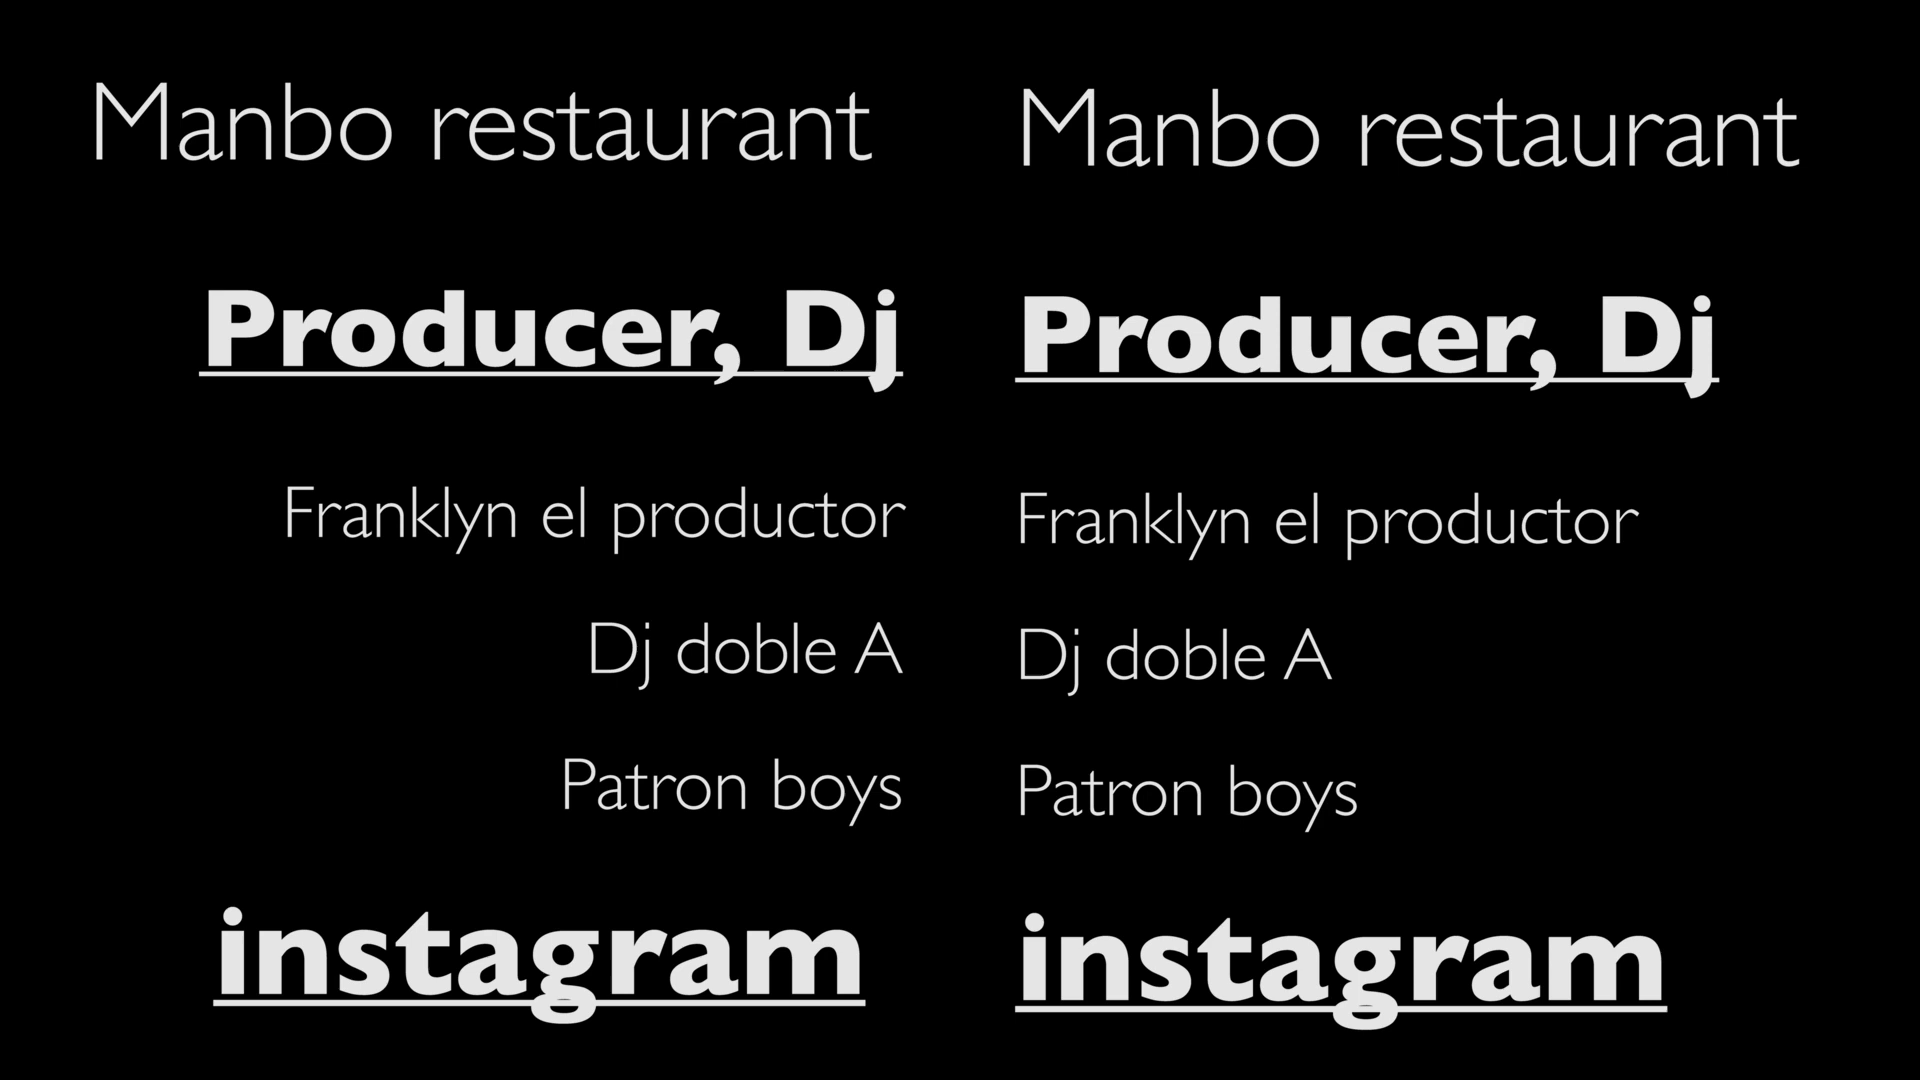 Manbo restaurant
Producer, Dj
Franklyn el productor
Dj doble A
Patron boys
instagram
Manbo restaurant
Producer, Dj
Franklyn el productor
Dj doble A
Patron boys
instagram